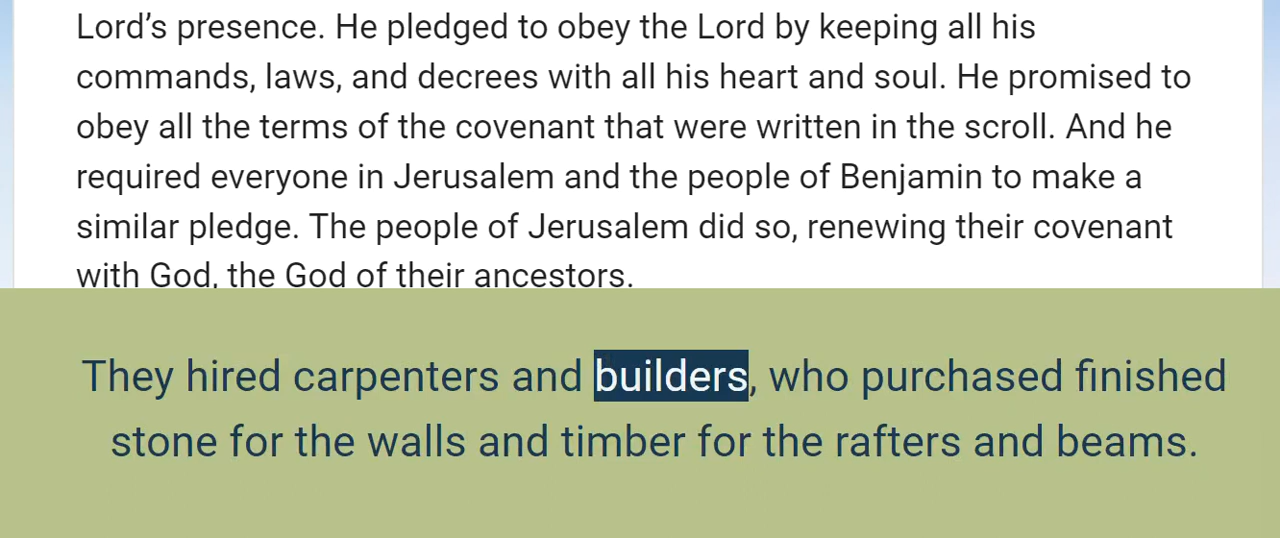 Lord’s presence. He pledged to obey the Lord by keeping all his
commands, laws, and decrees with all his heart and soul. He promised to
obey all the terms of the covenant that were written in the scroll. And he
required everyone in Jerusalem and the people of Benjamin to make a
similar pledge. The people of Jerusalem did so, renewing their covenant
with God, the God of their ancestors.
They hired carpenters and builders, who purchased finished
stone for the walls and timber for the rafters and beams.